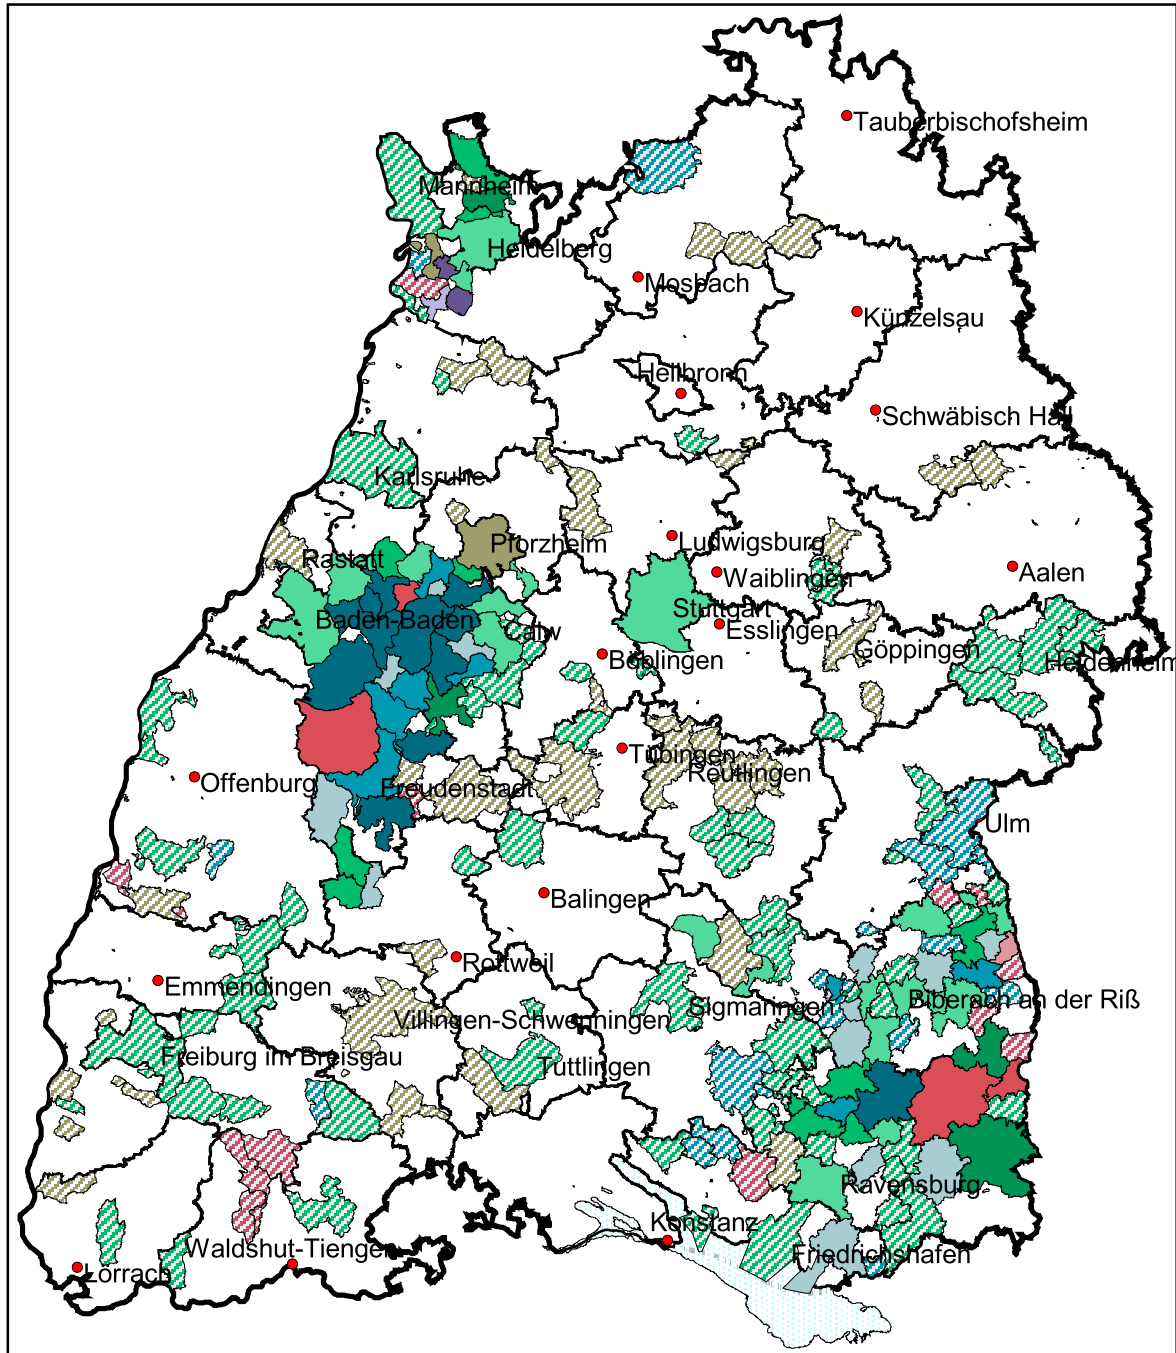 Tauberbischofsheim
Mannheim
Heidelberg
Mosbach
Künzelsau
Heilbronn
Schwäbisch Hall
Karlsruhe
Pforzheim
Ludwigsburg
Rastatt
Waiblingen
Aalen
Stuttgart
Baden-Baden
Calw
Esslingen
Göppingen
Heidenheim
Böblingen
Tübingen
Reutlingen
Offenburg
Freudenstadt
Ulm
Balingen
Rottweil
Emmendingen
Sigmaringen
Biberach an der Riß
Villingen-Schwenningen
Freiburg im Breisgau
Tuttlingen
Ravensburg
Konstanz
Waldshut-Tiengen
Friedrichshafen
Lörrach